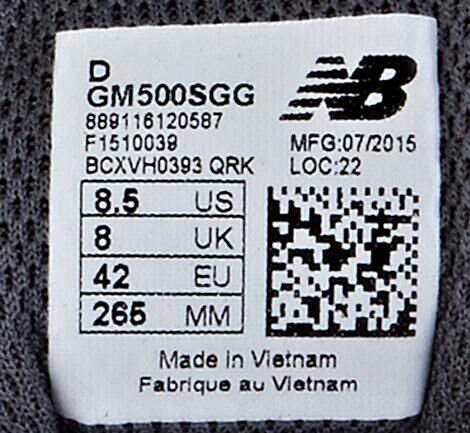 D
GM500SGG
889116120587
F1510039
BCXVH0393 QRK
NB
MFG:07/2015
LOC:22
8.5 US
8 UK
42 EU
265 MM
Made in Vietnam
Fabrique au Vietnam